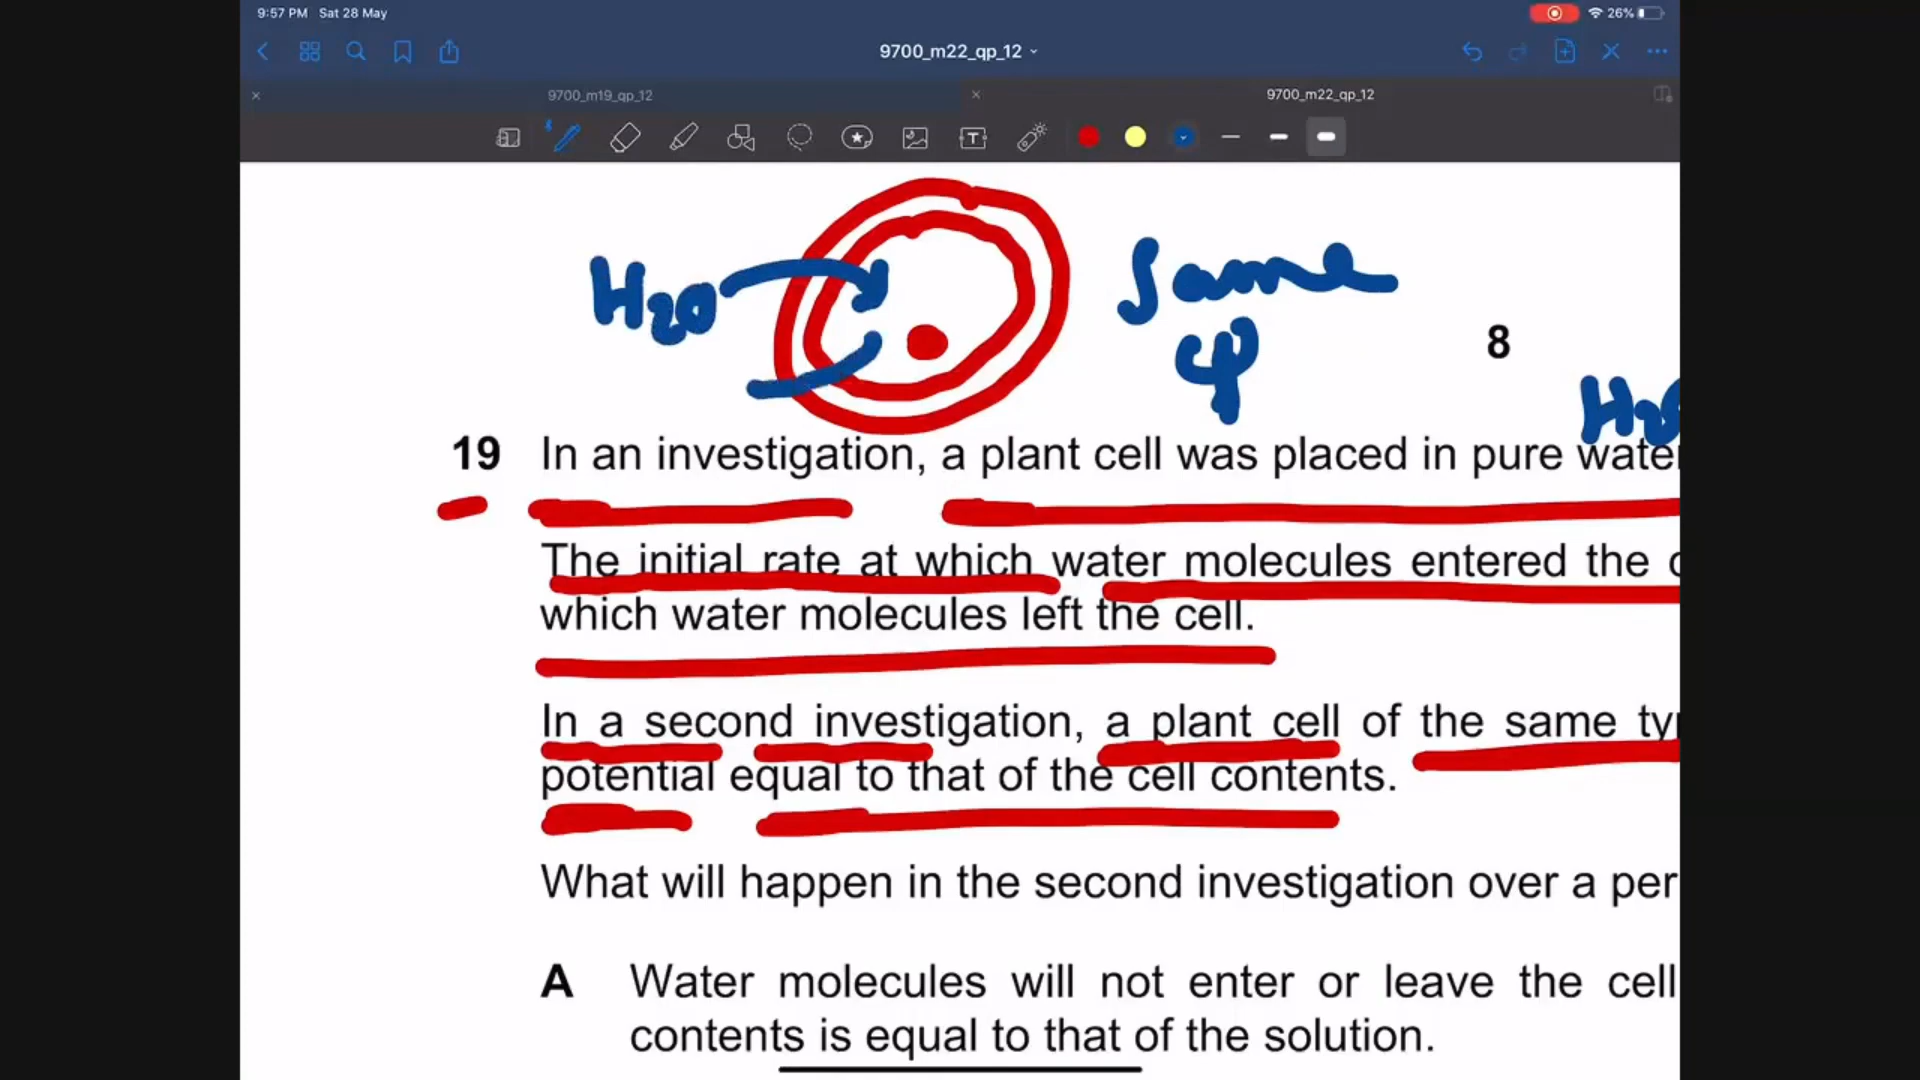 9:57 PM Sat 28 May
26%
9700_m22_qp_12
9700_m19_qp_12
9700_m22_qp_12
T
H2O
Same
ψ
8
19 In an investigation, a plant cell was placed in pure water
The initial rate at which water molecules entered the
which water molecules left the cell.
In a second investigation, a plant cell of the same
potential equal to that of the cell contents.
What will happen in the second investigation over a
A Water molecules will not enter or leave the cell
contents is equal to that of the solution.